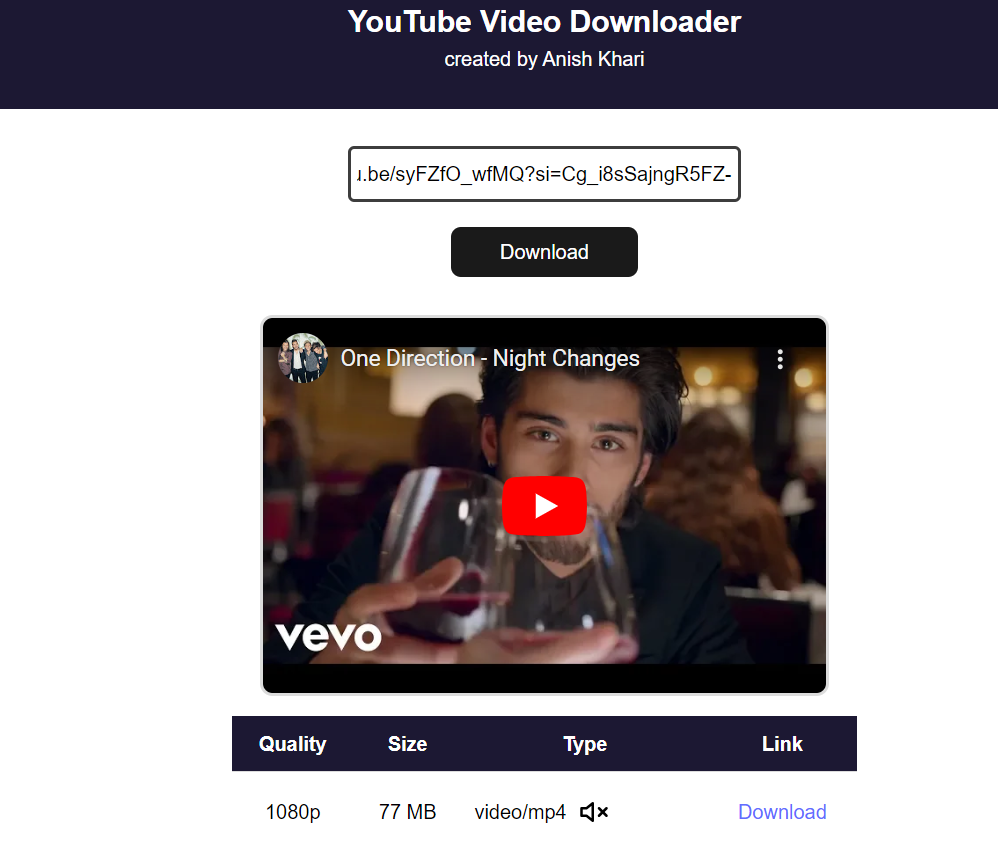 YouTube Video Downloader
created by Anish Khari
u.be/syFZfO_wfMQ?si=Cg_i8sSajngR5FZ-
Download
One Direction - Night Changes
vevo
Quality Size Type Link
1080p 77 MB video/mp4 Download